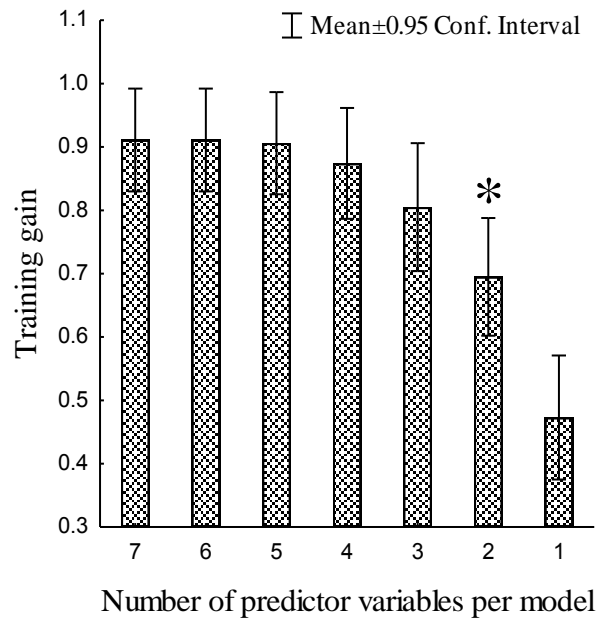 1.1
Mean±0.95 Conf. Interval
1.0
0.9
0.8
*
0.7
0.6
0.5
0.4
0.3
Training gain
7 6 5 4 3 2 1
Number of predictor variables per model